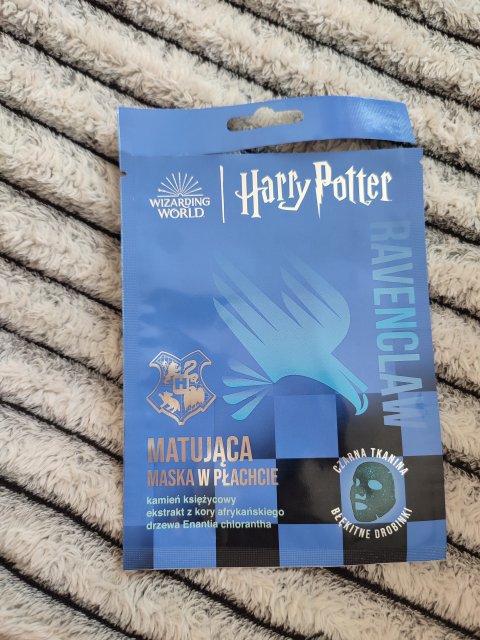 WIZARDING
WORLD
Harry Potter
RAVENCLAW
MATUJĄCA
MASKA W PŁACHCIE
kamień księżycowy
ekstrakt z kory afrykańskiego
drzewa Enantia chlorantha
CZARNA TKANINA
BŁĘKITNE DROBINKI